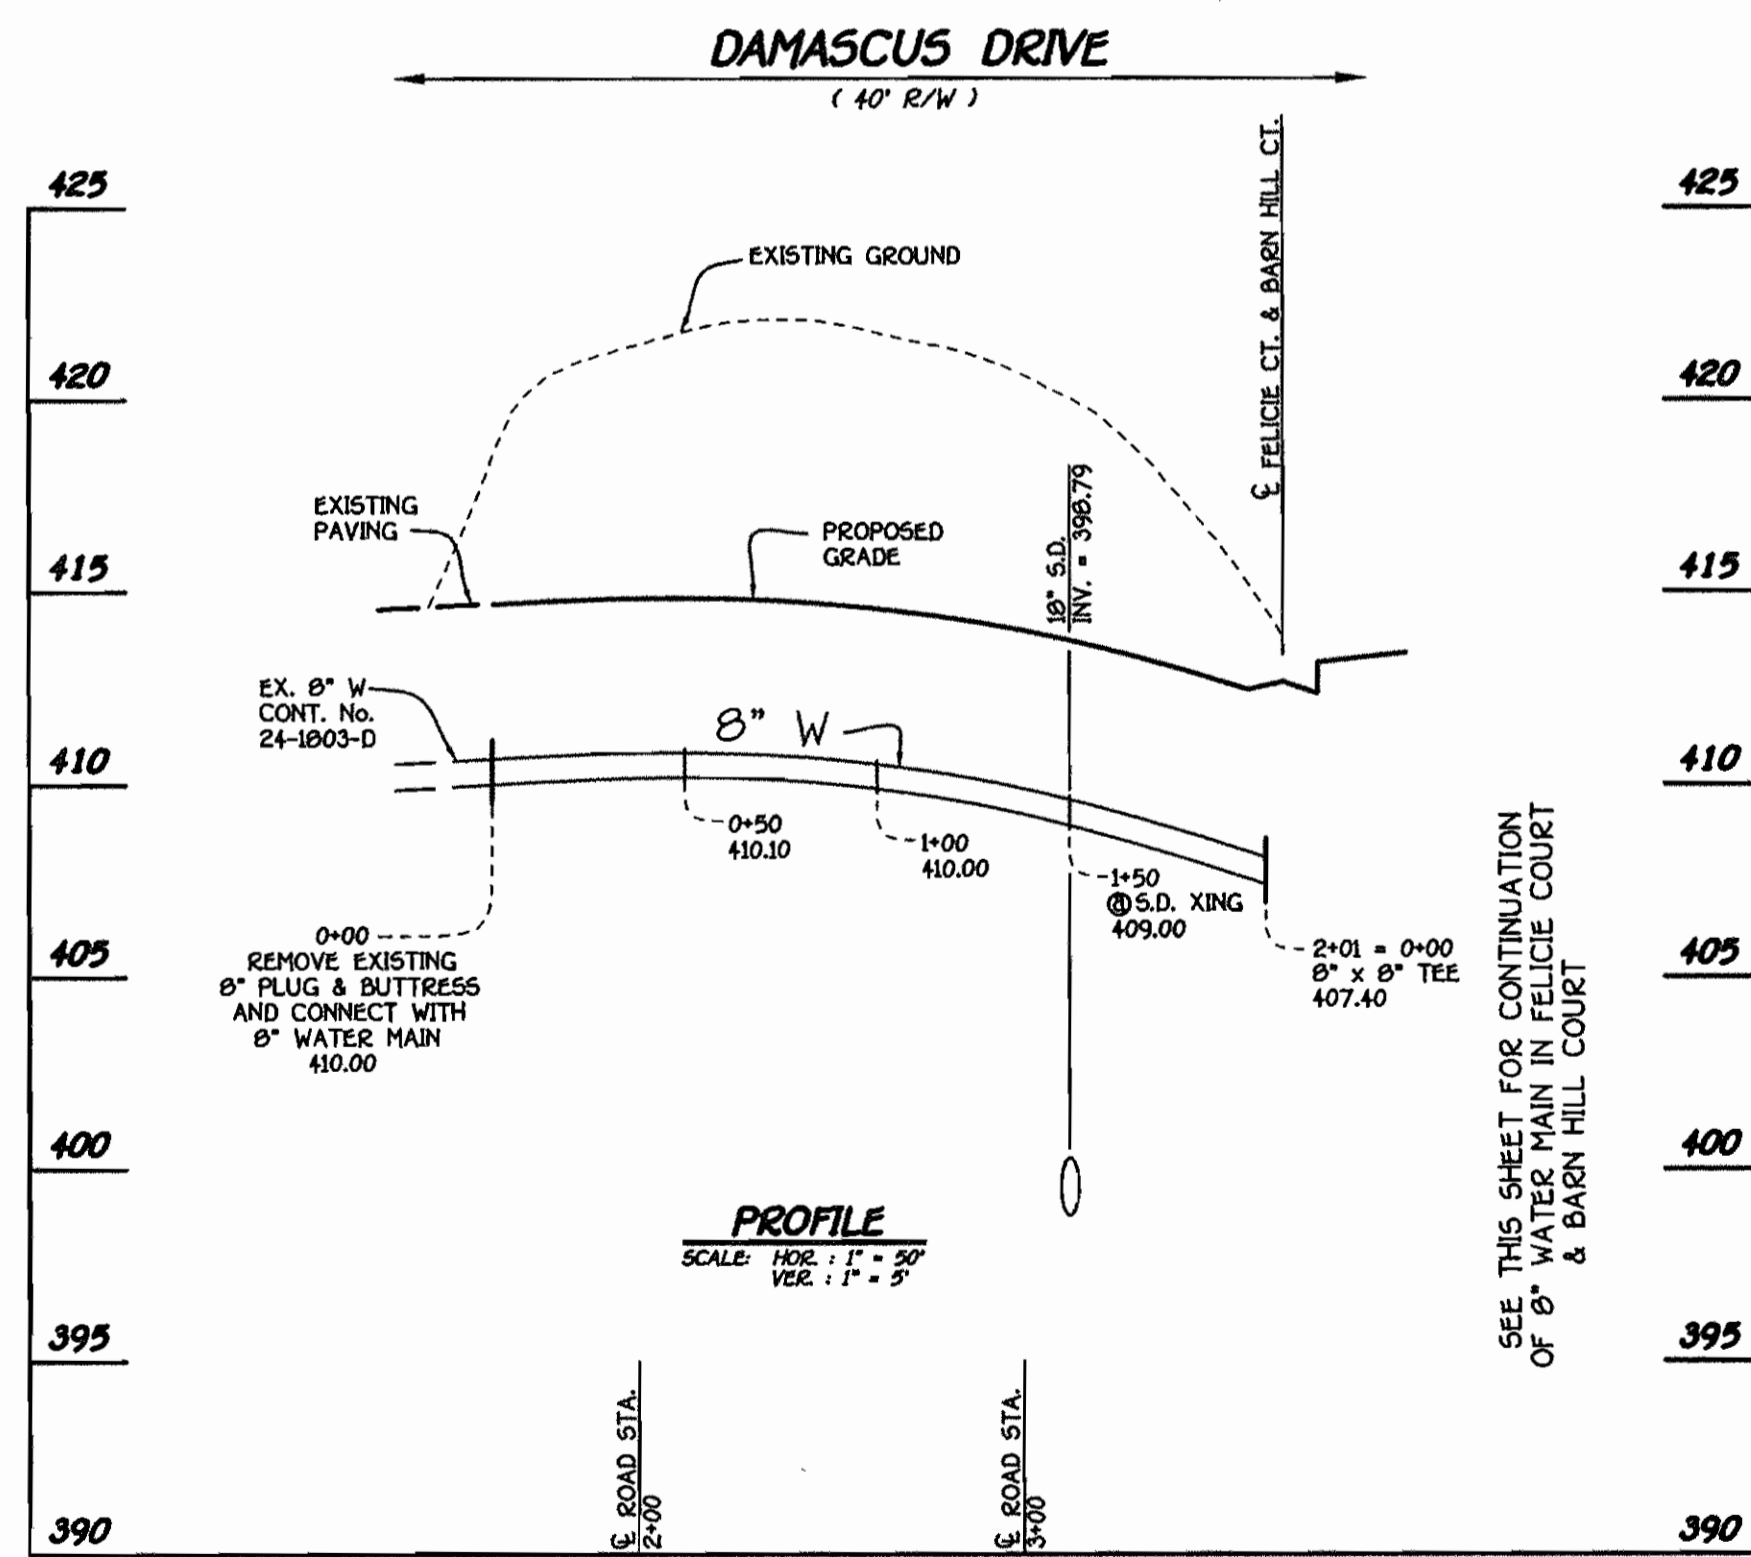 DAMASCUS DRIVE
( 40' R/W )
425
425
℄ FELICIE CT. & BARN HILL CT.
EXISTING GROUND
420
420
EXISTING
PAVING
PROPOSED
GRADE
18" S.D.
INV. = 398.79
415
415
EX. 8" W
CONT. No.
24-1803-D
8" W
410
410
0+50
410.10
1+00
410.00
1+50
@ S.D. XING
409.00
0+00
REMOVE EXISTING
8" PLUG & BUTTRESS
AND CONNECT WITH
8" WATER MAIN
410.00
2+01 = 0+00
8" x 8" TEE
407.40
405
405
SEE THIS SHEET FOR CONTINUATION
OF 8" WATER MAIN IN FELICIE COURT
& BARN HILL COURT
400
400
PROFILE
SCALE: HOR. : 1" = 50'
VER. : 1" = 5'
395
395
℄ ROAD STA.
2+00
℄ ROAD STA.
3+00
390
390